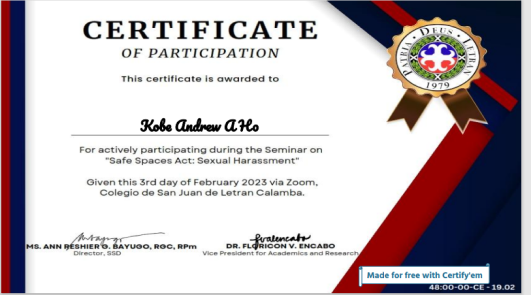 CERTIFICATE
OF PARTICIPATION
PATRIA DEUS LETRAN
1979
This certificate is awarded to
Kobe Andrew A Ho
For actively participating during the Seminar on
"Safe Spaces Act: Sexual Harassment"
Given this 3rd day of February 2023 via Zoom,
Colegio de San Juan de Letran Calamba.
MS. ANN RESHIER G. BAYUGO, RGC, RPm
Director, SSD
DR. FLORICON V. ENCABO
Vice President for Academics and Research
Made for free with Certify'em
48:00-00-CE - 19.02